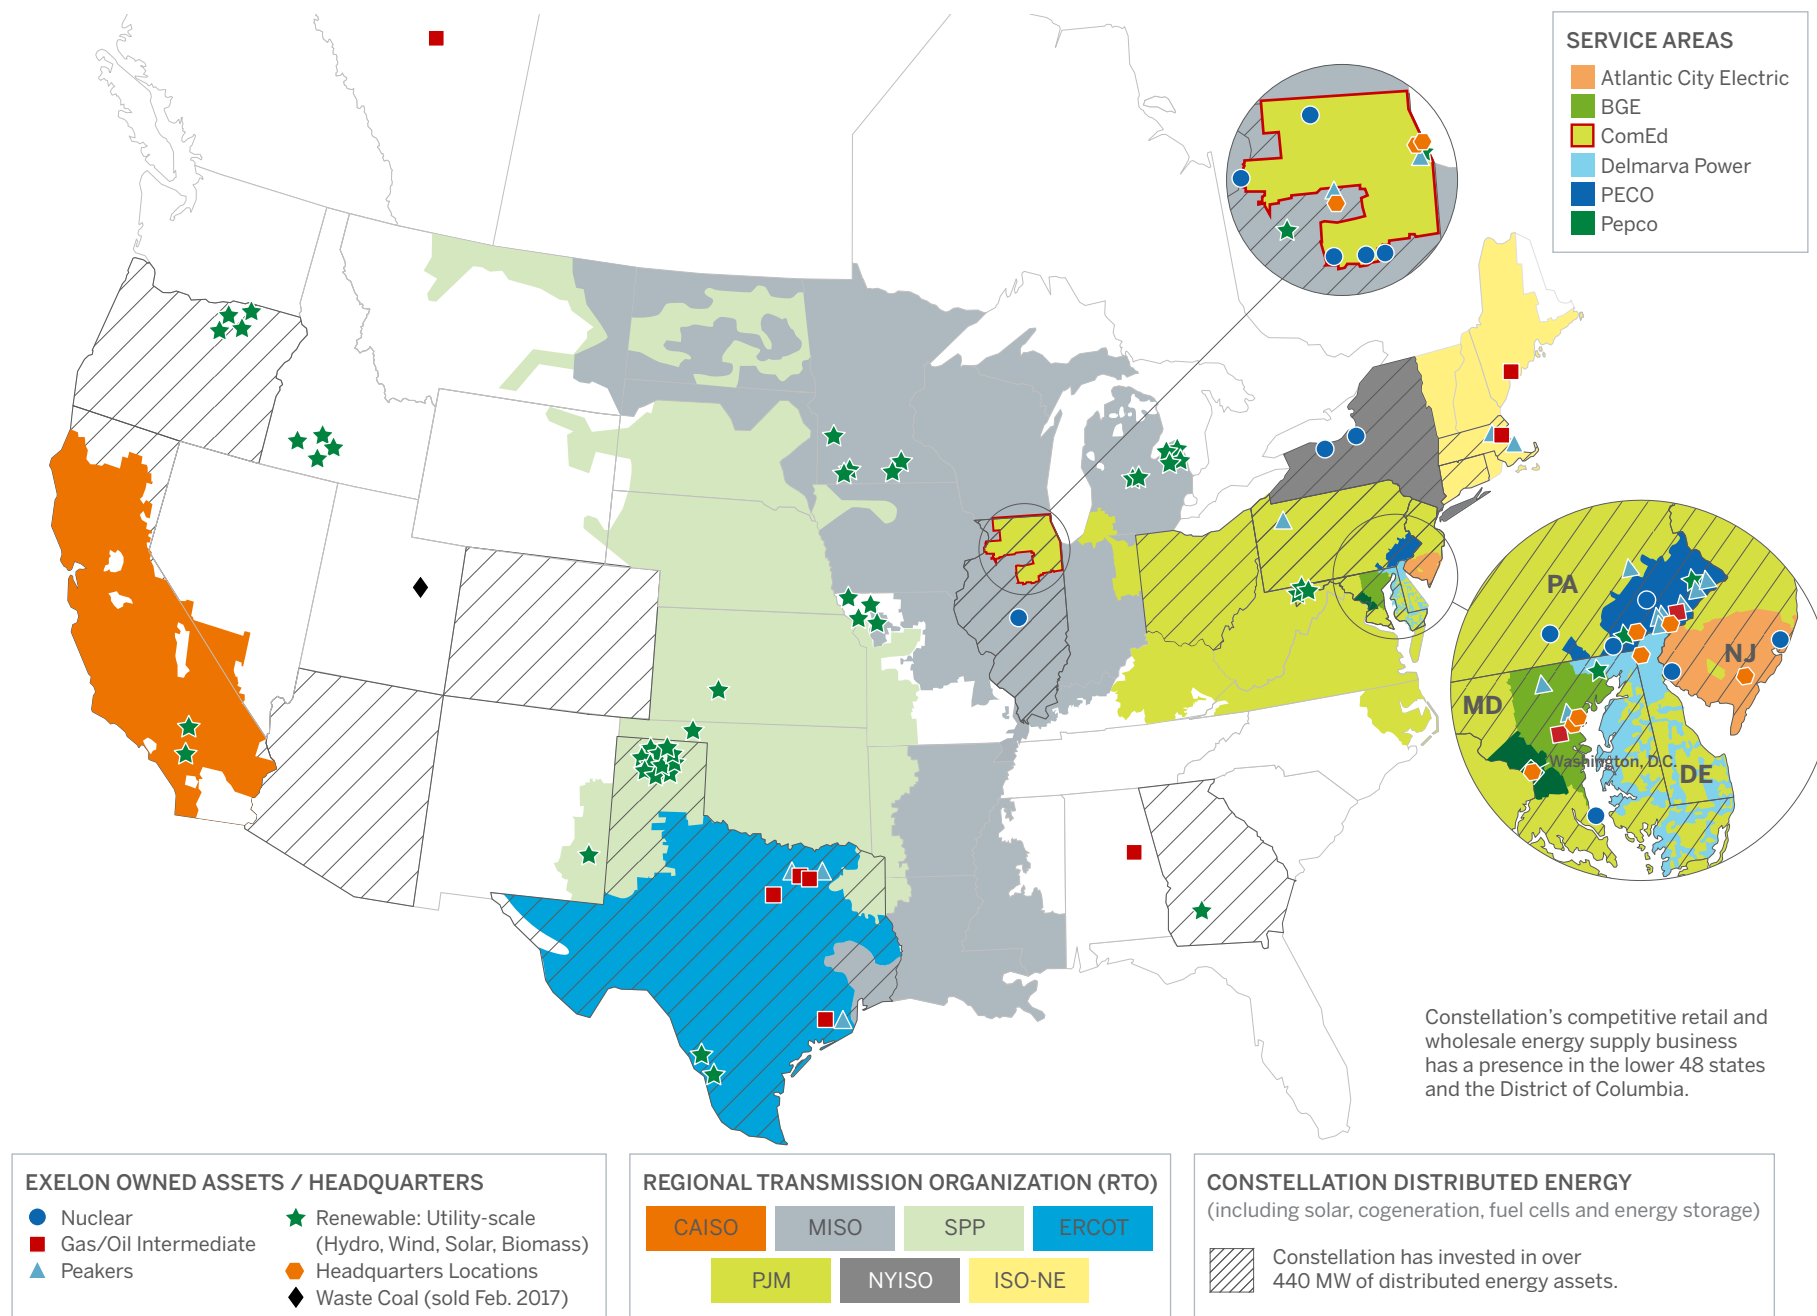 SERVICE AREAS
Atlantic City Electric
BGE
ComEd
Delmarva Power
PECO
Pepco
PA
NJ
MD
Washington, D.C.
DE
Constellation's competitive retail and
wholesale energy supply business
has a presence in the lower 48 states
and the District of Columbia.
EXELON OWNED ASSETS / HEADQUARTERS
Nuclear
Gas/Oil Intermediate
Peakers
Renewable: Utility-scale
(Hydro, Wind, Solar, Biomass)
Headquarters Locations
Waste Coal (sold Feb. 2017)
REGIONAL TRANSMISSION ORGANIZATION (RTO)
CAISO
MISO
SPP
ERCOT
PJM
NYISO
ISO-NE
CONSTELLATION DISTRIBUTED ENERGY
(including solar, cogeneration, fuel cells and energy storage)
Constellation has invested in over
440 MW of distributed energy assets.